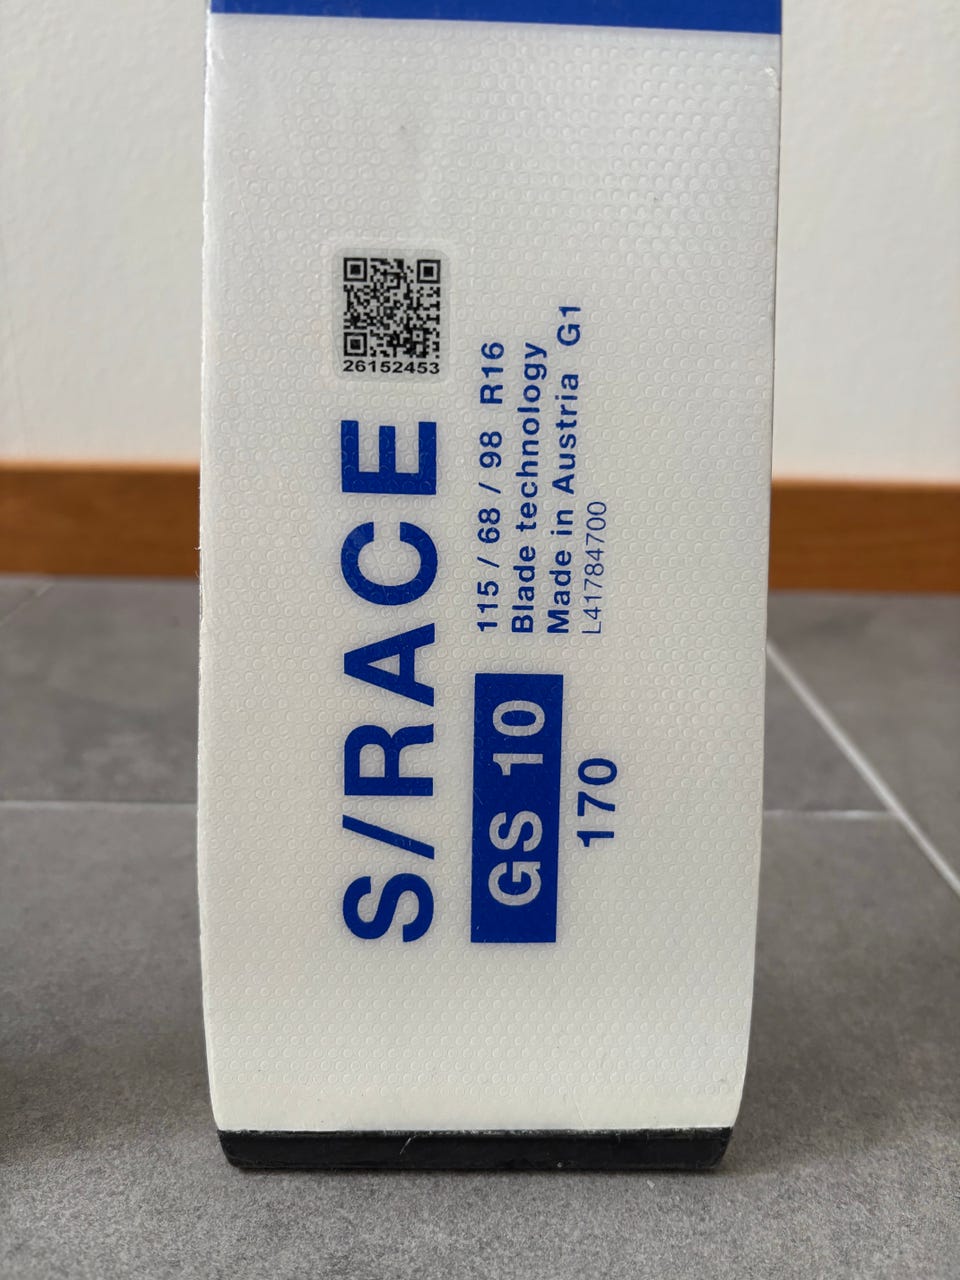 26152453
S/RACE
GS 10
170
115 / 68 / 98 R16
Blade technology
Made in Austria G1
L41784700